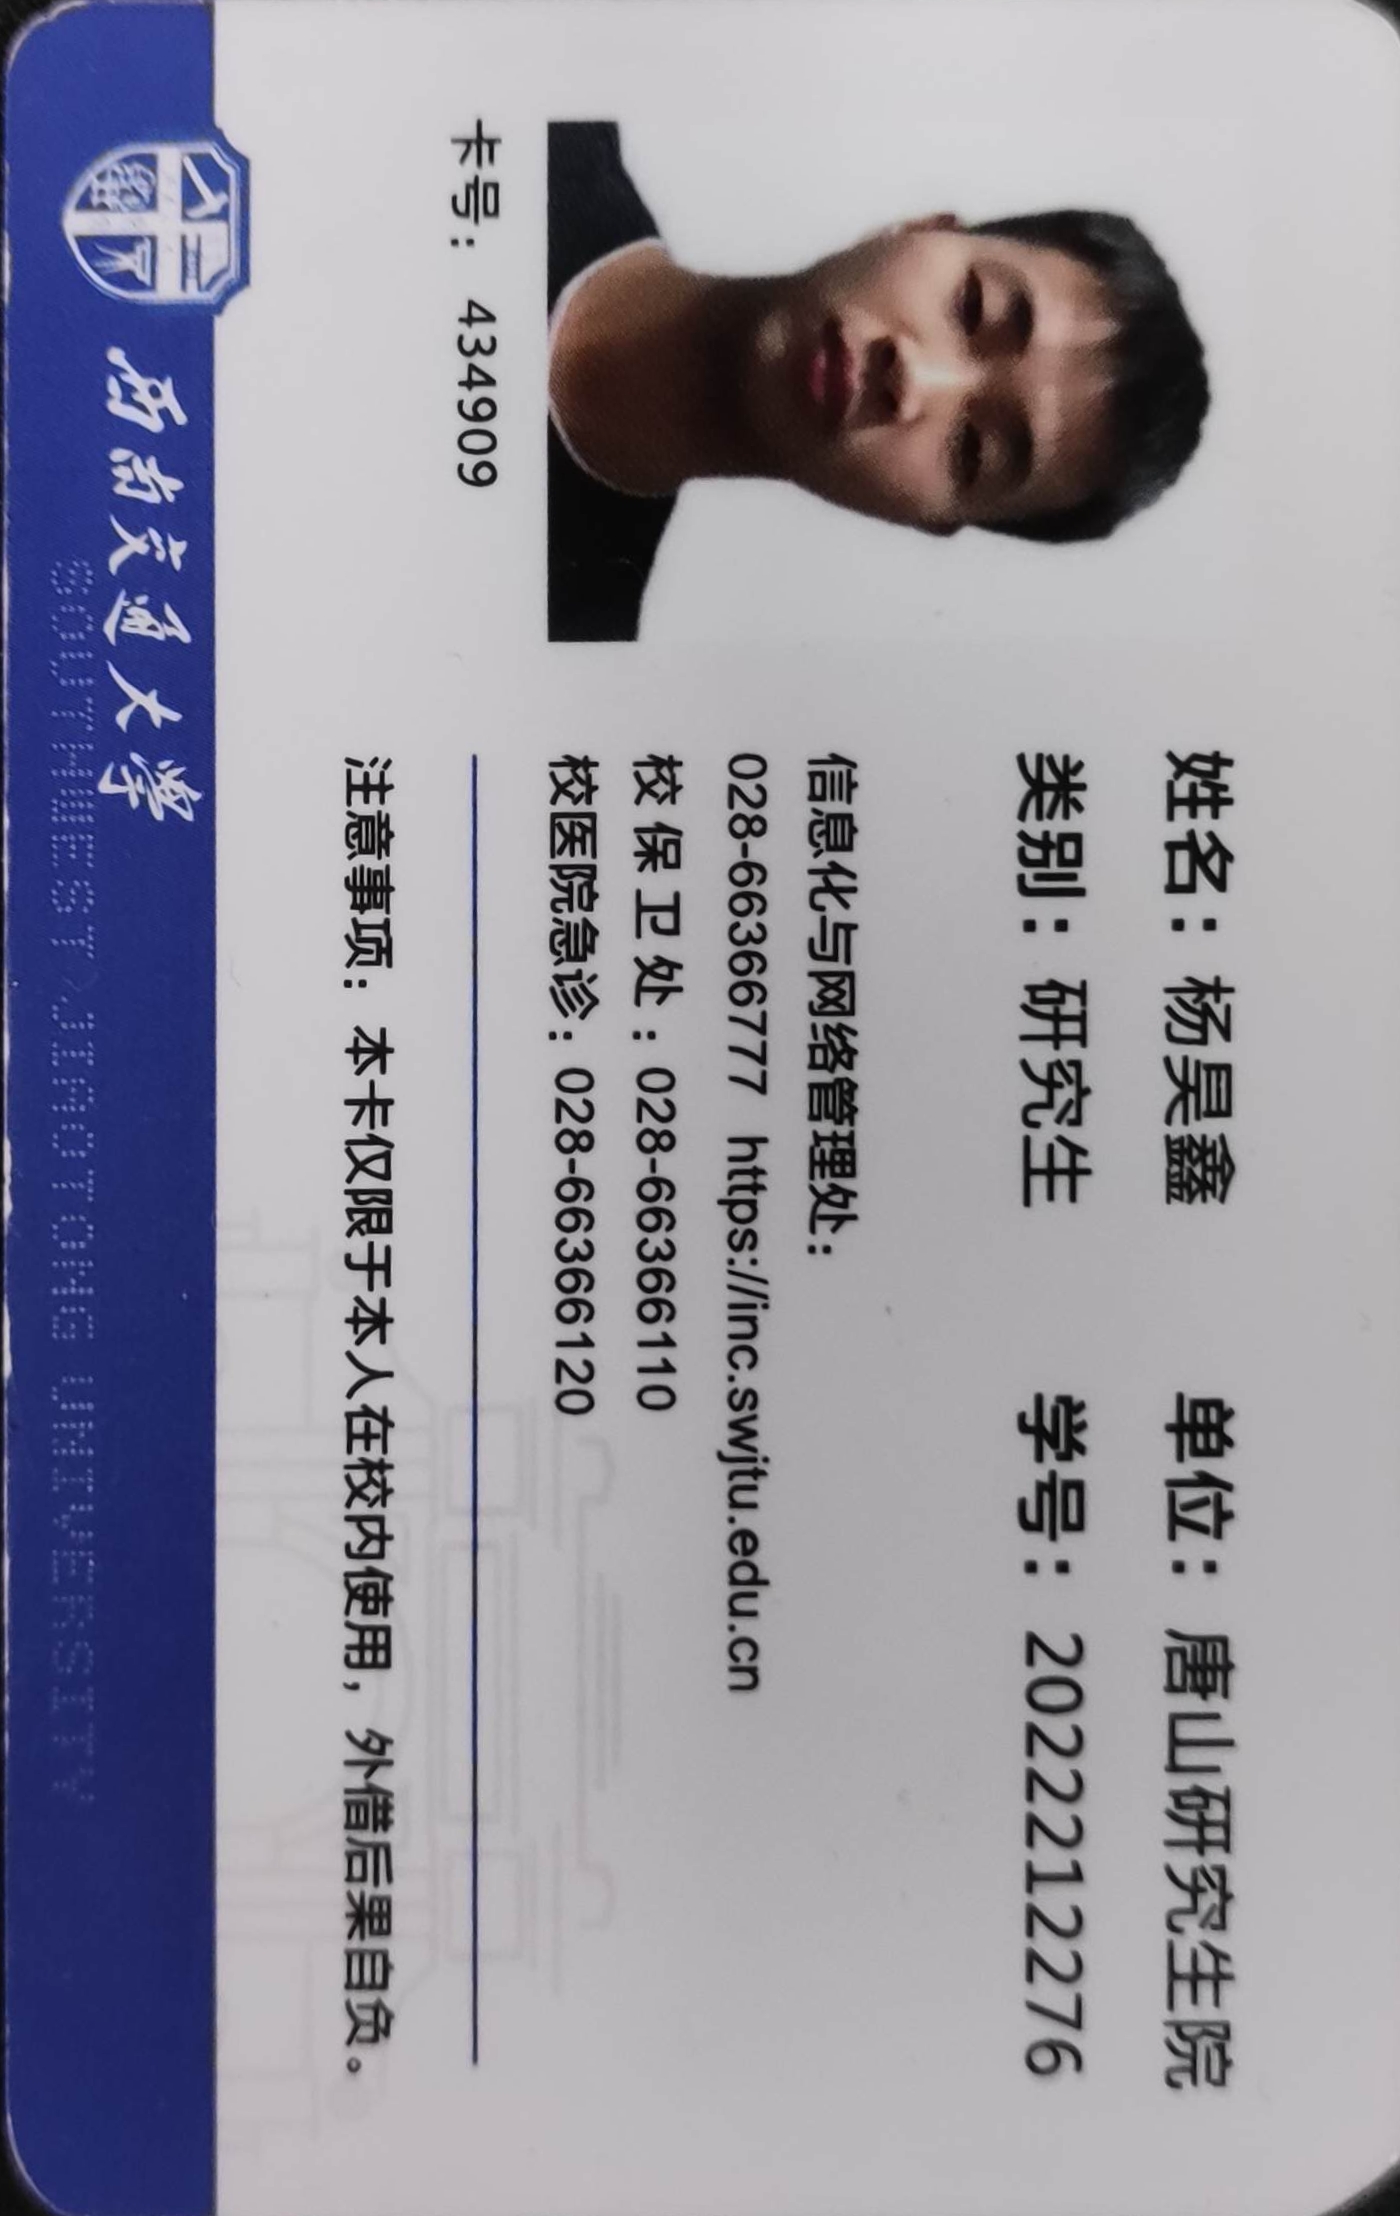 姓名：杨昊鑫 单位：唐山研究生院
类别：研究生 学号：2022212276
信息化与网络管理处：
028-66366777 https://inc.swjtu.edu.cn
校保卫处：028-66366110
校医院急诊：028-66366120
卡号：434909
注意事项：本卡仅限于本人在校内使用，外借后果自负。
西南交通大學
SOUTHWEST JIAOTONG UNIVERSITY